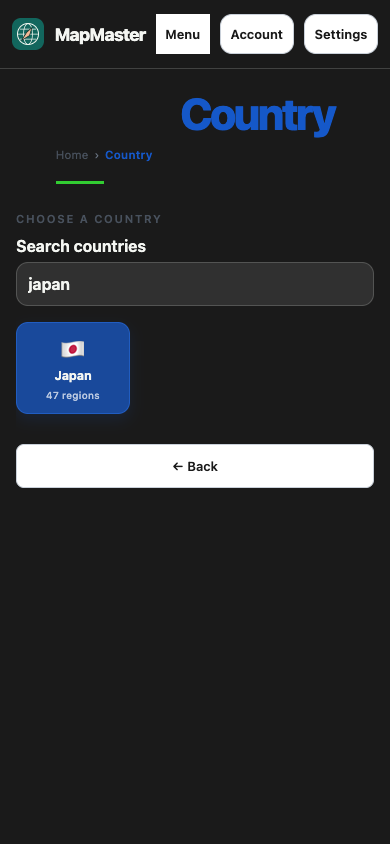 MapMaster Menu Account Settings
Country
Home › Country
CHOOSE A COUNTRY
Search countries
japan
Japan
47 regions
← Back